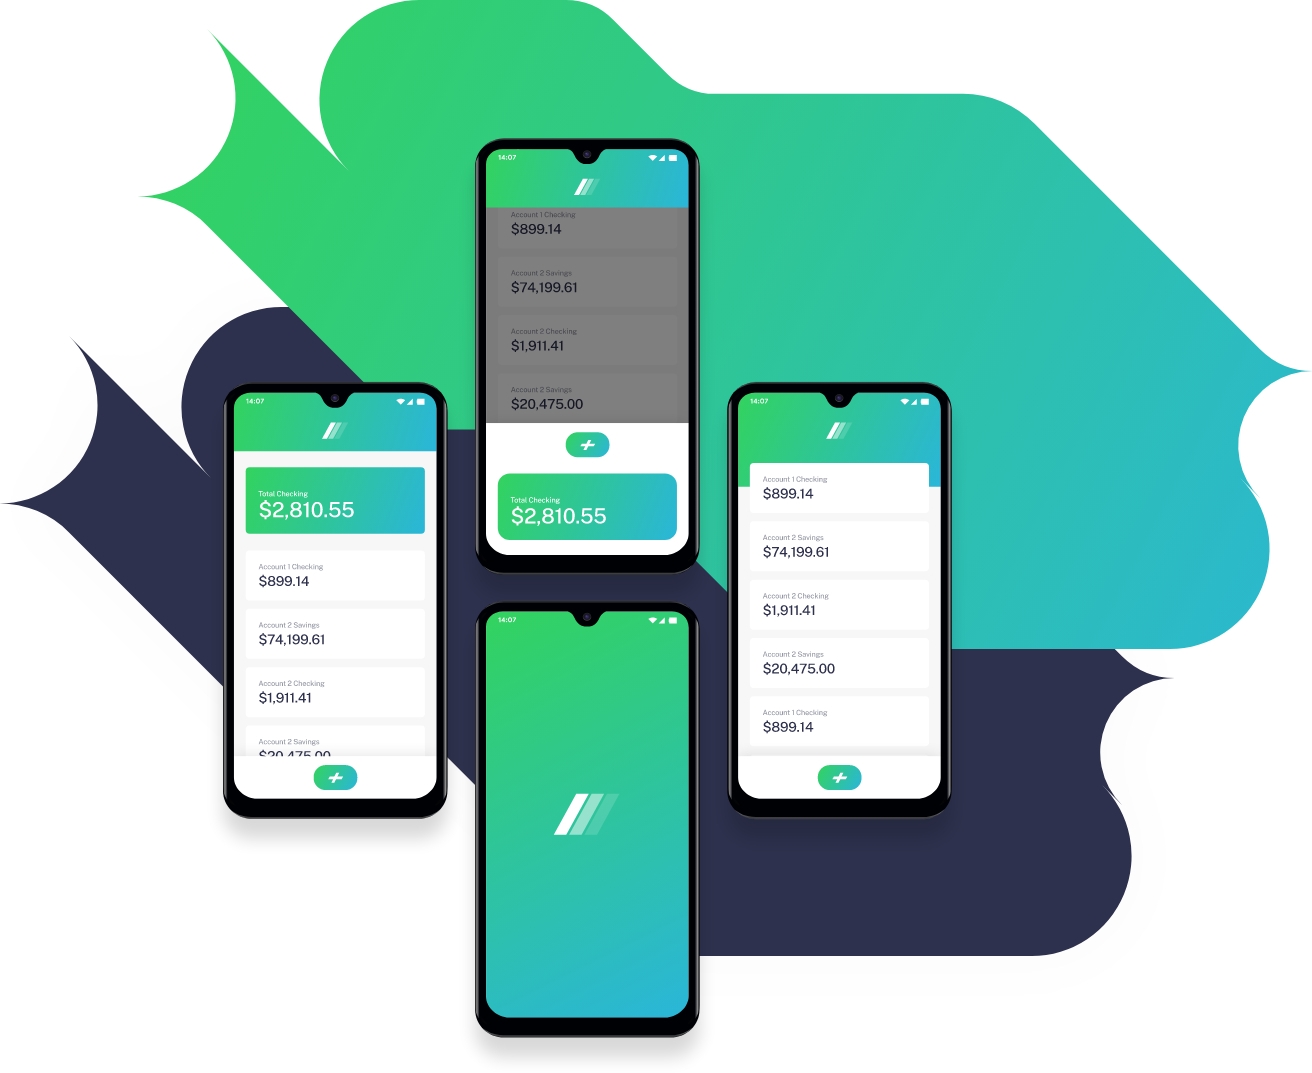 14:07
Account 1 Checking
$899.14
Account 2 Savings
$74,199.61
Account 2 Checking
$1,911.41
Account 2 Savings
$20,475.00
Total Checking
$2,810.55
14:07
Total Checking
$2,810.55
Account 1 Checking
$899.14
Account 2 Savings
$74,199.61
Account 2 Checking
$1,911.41
Account 2 Savings
$20,475.00
14:07
Account 1 Checking
$899.14
Account 2 Savings
$74,199.61
Account 2 Checking
$1,911.41
Account 2 Savings
$20,475.00
Account 1 Checking
$899.14
14:07